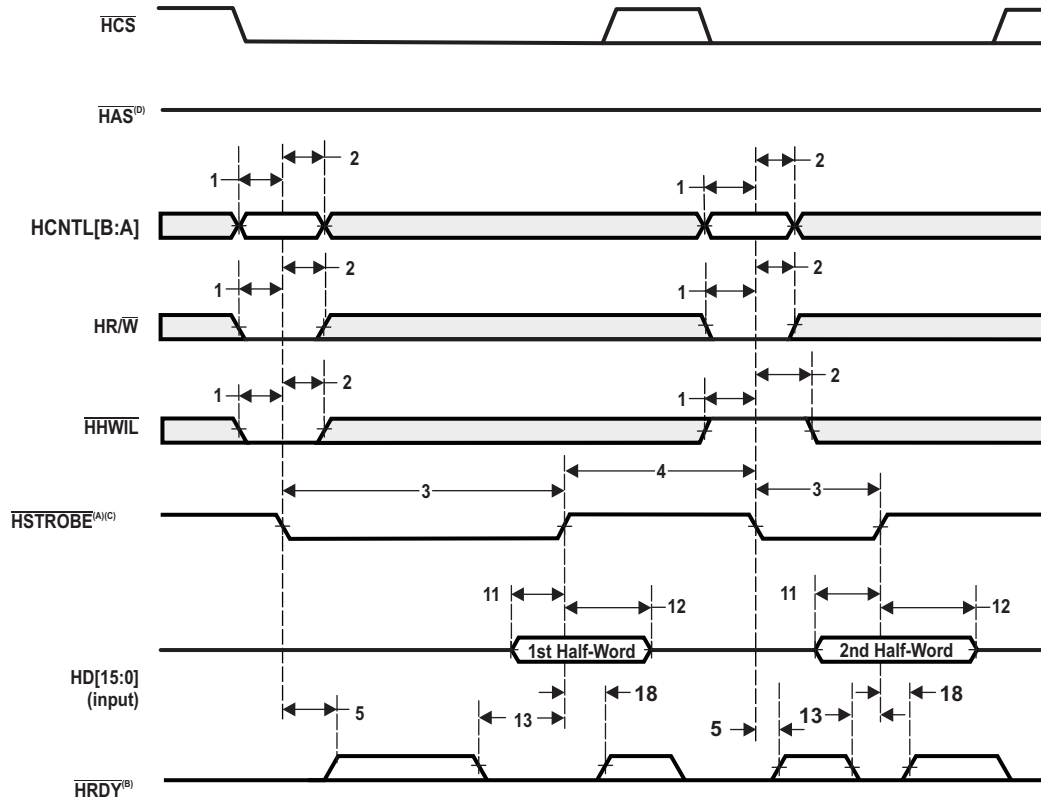 HCS
HAS(D)
2
2
1
1
HCNTL[B:A]
2
2
1
1
HR/W
2
2
1
1
HHWIL
4
3
3
HSTROBE(A)(C)
11
12
11
12
1st Half-Word
2nd Half-Word
HD[15:0]
(input)
18
18
5
13
5
13
HRDY(B)